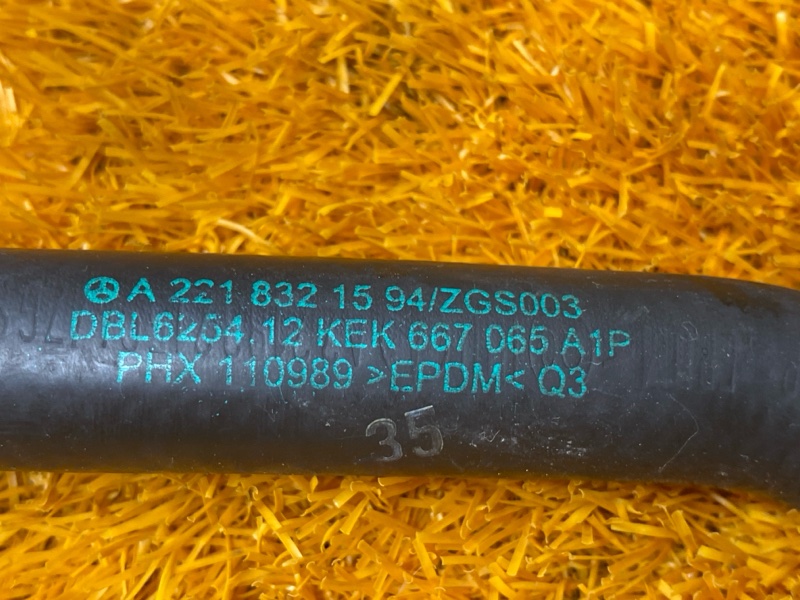 A 221 832 15 94/ZGS003
DBL6254.12 KEK 667 065 A1P
PHX 110989 >EPDM< Q3
35